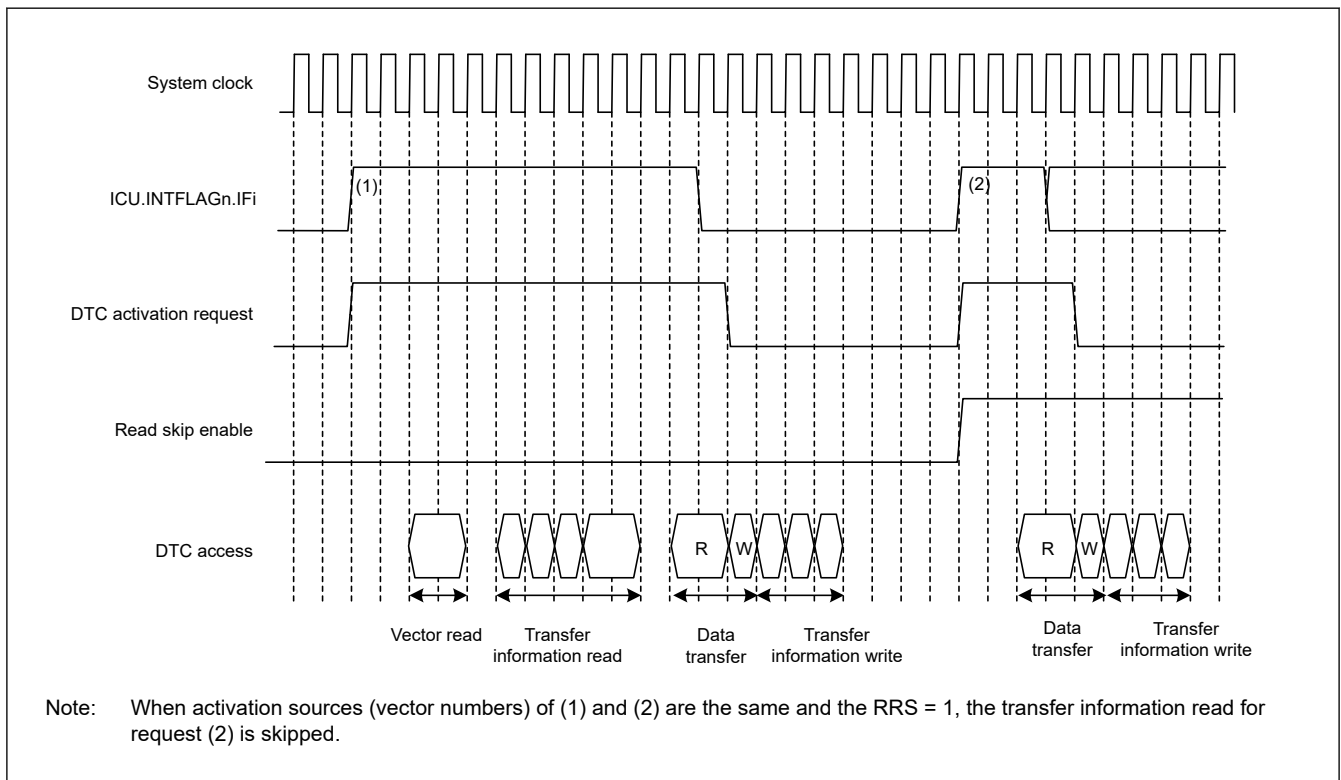 System clock
ICU.INTFLAGn.IFi
(1)
(2)
DTC activation request
Read skip enable
DTC access
R
W
R
W
Vector read
Transfer
information read
Data
transfer
Transfer
information write
Data
transfer
Transfer
information write
Note: When activation sources (vector numbers) of (1) and (2) are the same and the RRS = 1, the transfer information read for
request (2) is skipped.